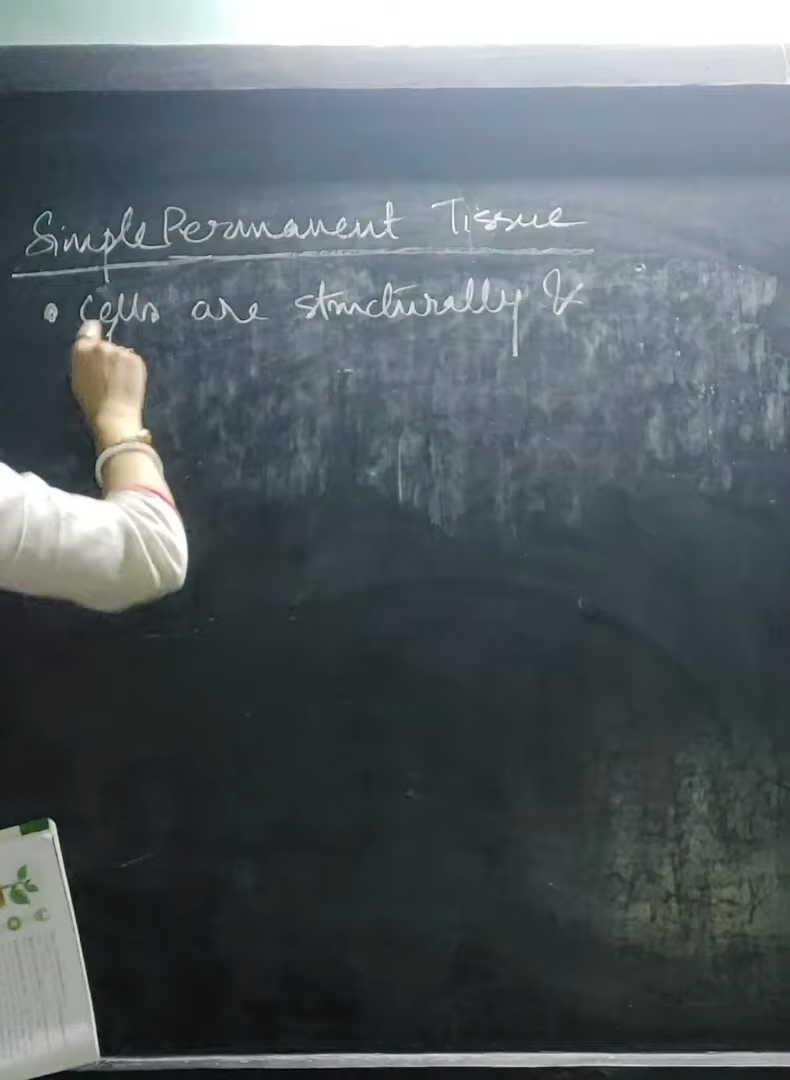 Simple Permanent Tissue
• Cells are structurally &